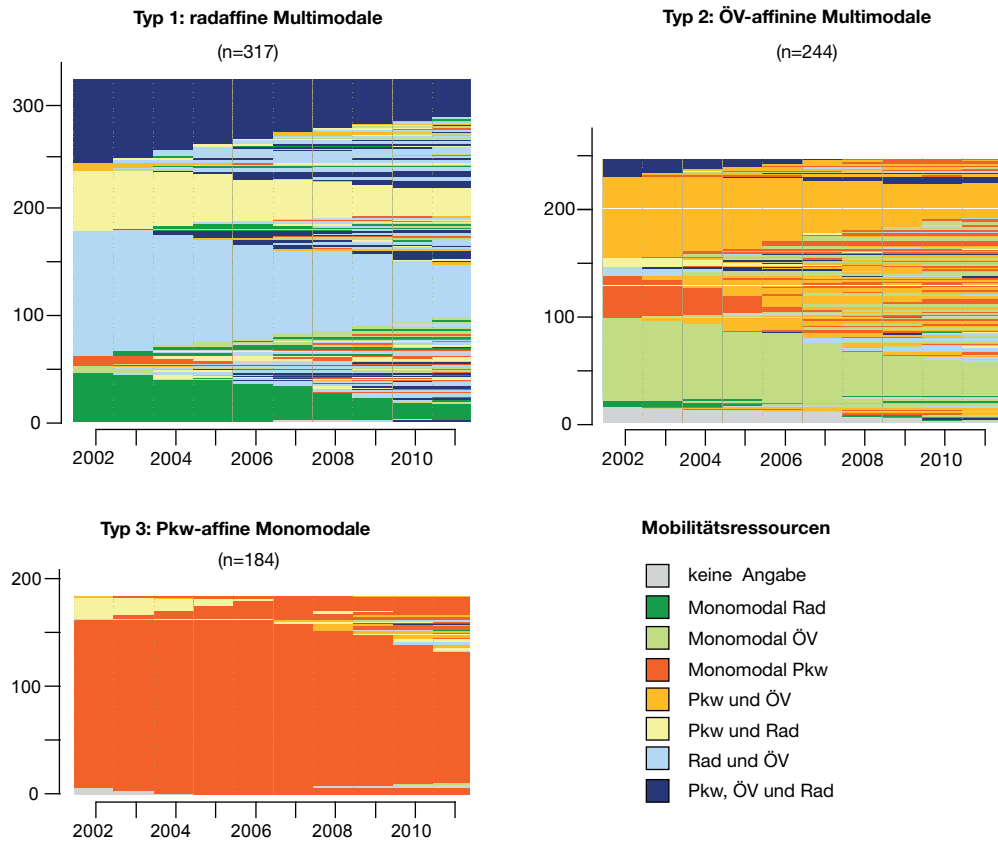 Typ 1: radaffine Multimodale
(n=317)
300
200
100
0
2002 2004 2006 2008 2010
Typ 2: ÖV-affinine Multimodale
(n=244)
200
100
0
2002 2004 2006 2008 2010
Typ 3: Pkw-affine Monomodale
(n=184)
200
100
0
2002 2004 2006 2008 2010
Mobilitätsressourcen
keine Angabe
Monomodal Rad
Monomodal ÖV
Monomodal Pkw
Pkw und ÖV
Pkw und Rad
Rad und ÖV
Pkw, ÖV und Rad